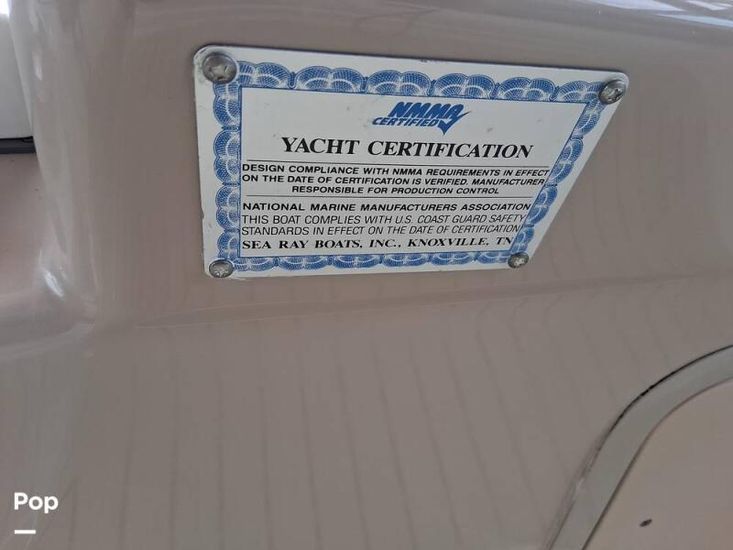 NMMA
CERTIFIED
YACHT CERTIFICATION
DESIGN COMPLIANCE WITH NMMA REQUIREMENTS IN EFFECT
ON THE DATE OF CERTIFICATION IS VERIFIED. MANUFACTURER
RESPONSIBLE FOR PRODUCTION CONTROL
NATIONAL MARINE MANUFACTURERS ASSOCIATION
THIS BOAT COMPLIES WITH U.S. COAST GUARD SAFETY
STANDARDS IN EFFECT ON THE DATE OF CERTIFICATION
SEA RAY BOATS, INC., KNOXVILLE, TN
Pop